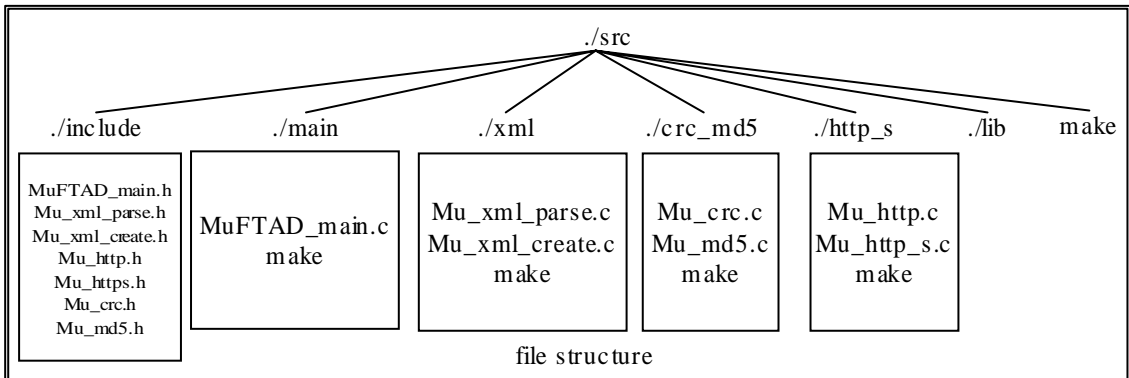 ./src
./include ./main ./xml ./crc_md5 ./http_s ./lib make
MuFTAD_main.h
Mu_xml_parse.h
Mu_xml_create.h
Mu_http.h
Mu_https.h
Mu_crc.h
Mu_md5.h
MuFTAD_main.c
make
Mu_xml_parse.c
Mu_xml_create.c
make
Mu_crc.c
Mu_md5.c
make
Mu_http.c
Mu_http_s.c
make
file structure